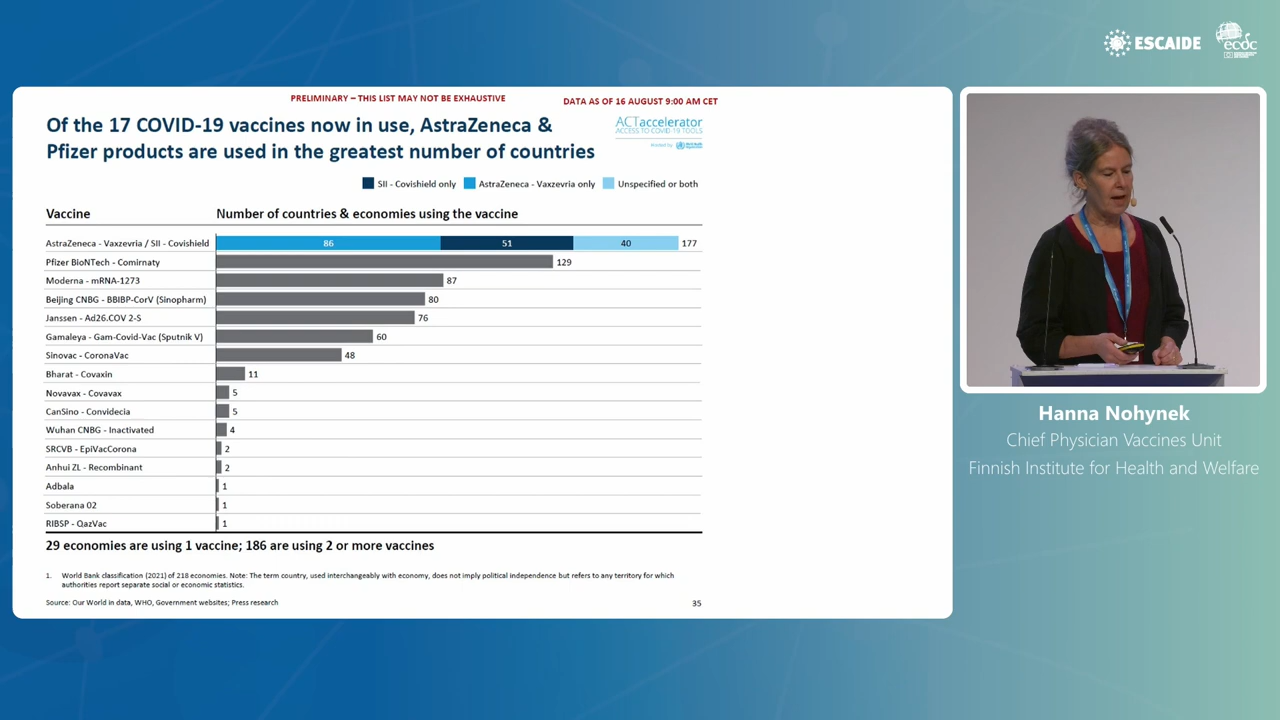 ESCAIDE
ecdc
PRELIMINARY – THIS LIST MAY NOT BE EXHAUSTIVE
DATA AS OF 16 AUGUST 9:00 AM CET
Of the 17 COVID-19 vaccines now in use, AstraZeneca &
Pfizer products are used in the greatest number of countries
ACTaccelerator
ACCESS TO COVID-19 TOOLS
SII - Covishield only
AstraZeneca - Vaxzevria only
Unspecified or both
Vaccine
Number of countries & economies using the vaccine
AstraZeneca - Vaxzevria / SII - Covishield 86 51 40 177
Pfizer BioNTech - Comirnaty 129
Moderna - mRNA-1273 87
Beijing CNBG - BBIBP-CorV (Sinopharm) 80
Janssen - Ad26.COV 2-S 76
Gamaleya - Gam-Covid-Vac (Sputnik V) 60
Sinovac - CoronaVac 48
Bharat - Covaxin 11
Novavax - Covavax 5
CanSino - Convidecia 5
Wuhan CNBG - Inactivated 4
SRCVB - EpiVacCorona 2
Anhui ZL - Recombinant 2
Adbala 1
Soberana 02 1
RIBSP - QazVac 1
29 economies are using 1 vaccine; 186 are using 2 or more vaccines
1. World Bank classification (2021) of 218 economies. Note: The term country, used interchangeably with economy, does not imply political independence but refers to any territory for which
authorities report separate social or economic statistics.
Source: Our World in data, WHO, Government websites; Press research
35
Hanna Nohynek
Chief Physician Vaccines Unit
Finnish Institute for Health and Welfare